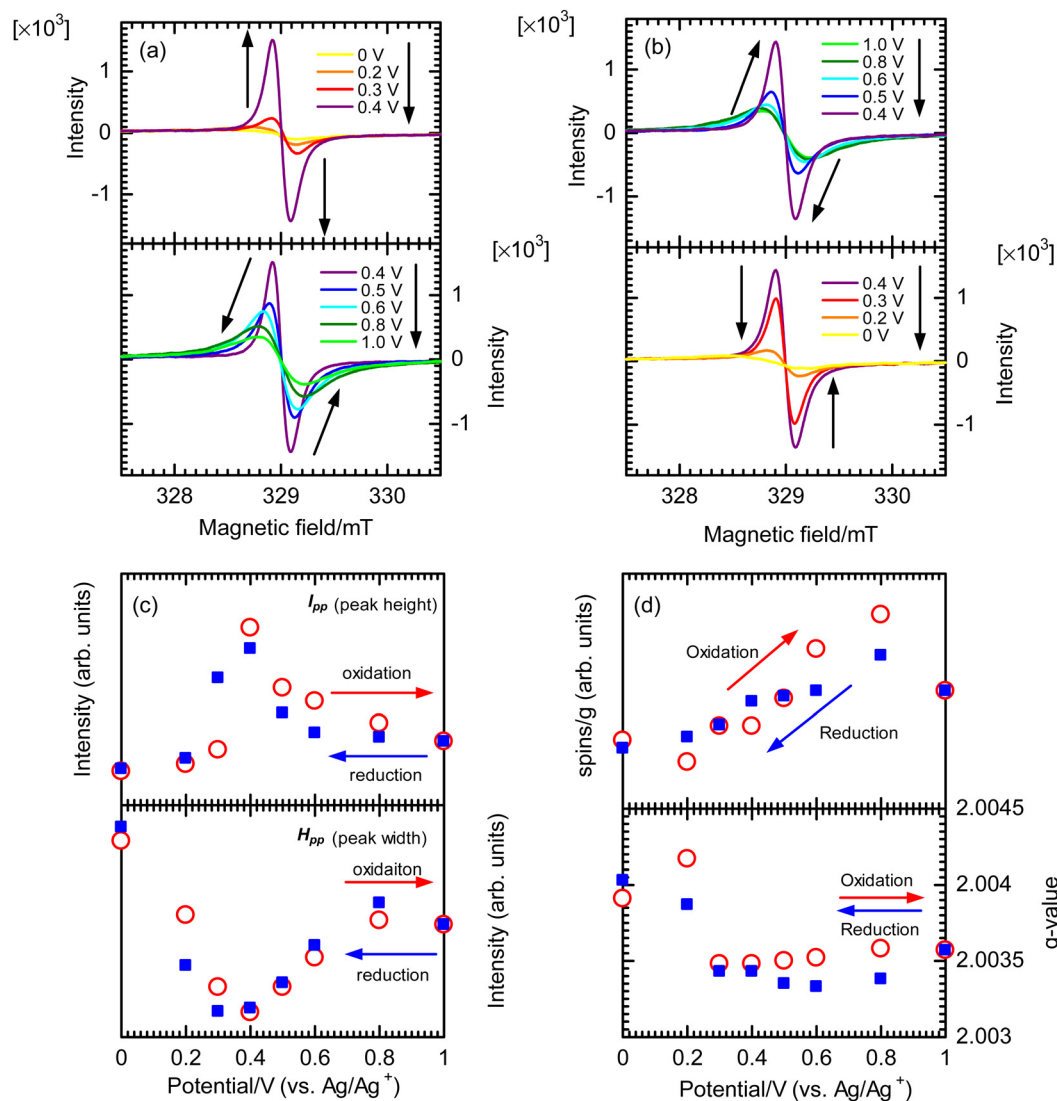 [×10³]
(a)
0 V
0.2 V
0.3 V
0.4 V
1
0
-1
Intensity
[×10³]
0.4 V
0.5 V
0.6 V
0.8 V
1.0 V
1
0
-1
Intensity
328 329 330
Magnetic field/mT
[×10³]
(b)
1.0 V
0.8 V
0.6 V
0.5 V
0.4 V
1
0
-1
Intensity
[×10³]
0.4 V
0.3 V
0.2 V
0 V
1
0
-1
Intensity
328 329 330
Magnetic field/mT
(c)
Ipp (peak height)
oxidation
reduction
Intensity (arb. units)
Hpp (peak width)
oxidaiton
reduction
Intensity (arb. units)
0 0.2 0.4 0.6 0.8 1
Potential/V (vs. Ag/Ag⁺)
(d)
Oxidation
Reduction
spins/g (arb. units)
2.0045
2.004
2.0035
2.003
Oxidation
Reduction
g-value
0 0.2 0.4 0.6 0.8 1
Potential/V (vs. Ag/Ag⁺)